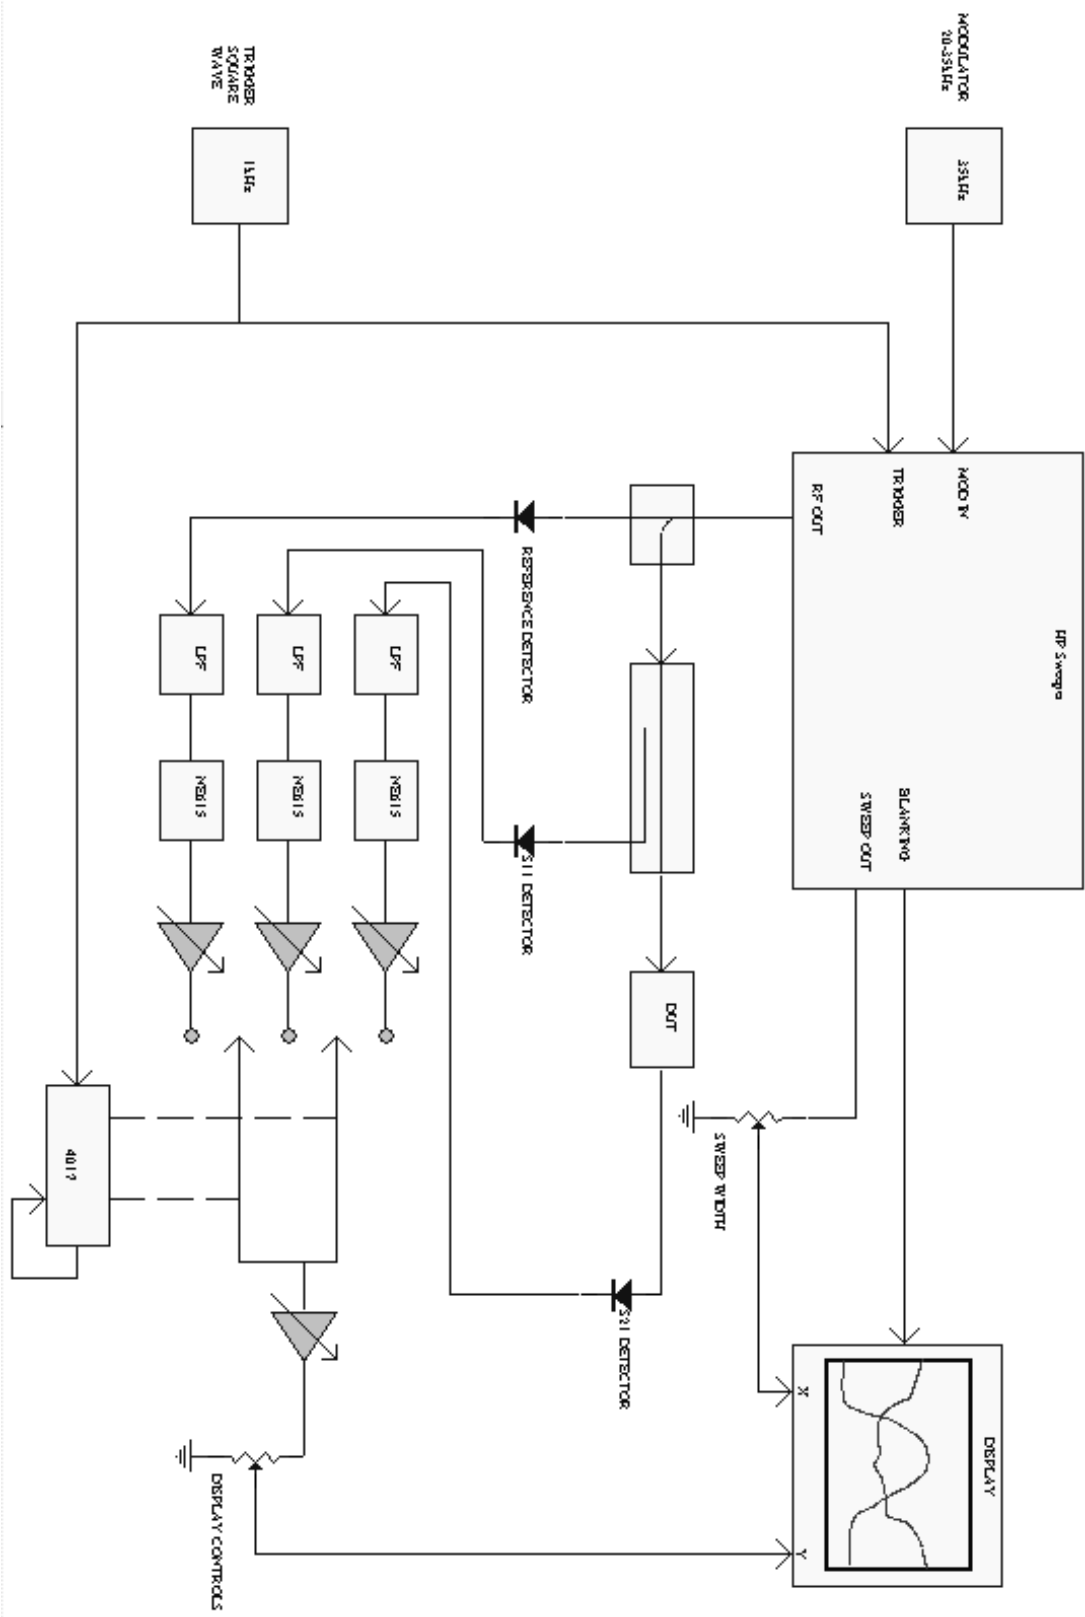 MODULATOR
20-35kHz
35kHz
HP Sweeper
MOD IN
TRIGGER
RF OUT
BLANKING
SWEEP OUT
DISPLAY
X
Y
SWEEP WIDTH
DUT
REFERENCE DETECTOR
S11 DETECTOR
S21 DETECTOR
LPF
NE615
LPF
NE615
LPF
NE615
TRIGGER
SQUARE
WAVE
1kHz
DISPLAY CONTROLS
4017